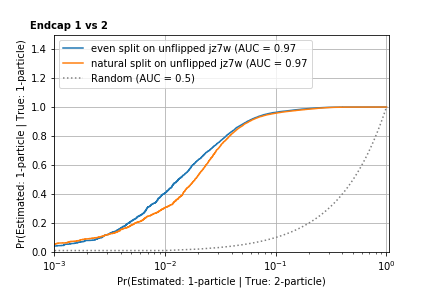 Endcap 1 vs 2
Pr(Estimated: 1-particle | True: 1-particle)
1.4
1.2
1.0
0.8
0.6
0.4
0.2
0.0
even split on unflipped jz7w (AUC = 0.97
natural split on unflipped jz7w (AUC = 0.97
Random (AUC = 0.5)
10⁻³ 10⁻² 10⁻¹ 10⁰
Pr(Estimated: 1-particle | True: 2-particle)